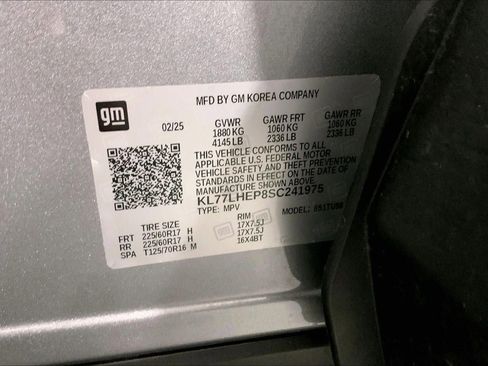 gm
MFD BY GM KOREA COMPANY
02/25 GVWR GAWR FRT GAWR RR
1880 KG 1060 KG 1060 KG
4145 LB 2336 LB 2336 LB
THIS VEHICLE CONFORMS TO ALL
APPLICABLE U.S. FEDERAL MOTOR
VEHICLE SAFETY AND THEFT PREVENTION
STANDARDS IN EFFECT ON THE DATE OF
MANUFACTURE SHOWN ABOVE.
KL77LHEP8SC241975
TYPE: MPV MODEL:
TIRE SIZE RIM
FRT 225/60R17 H 17X7.5J
RR 225/60R17 H 17X7.5J
SPA T125/70R16 M 16X4BT